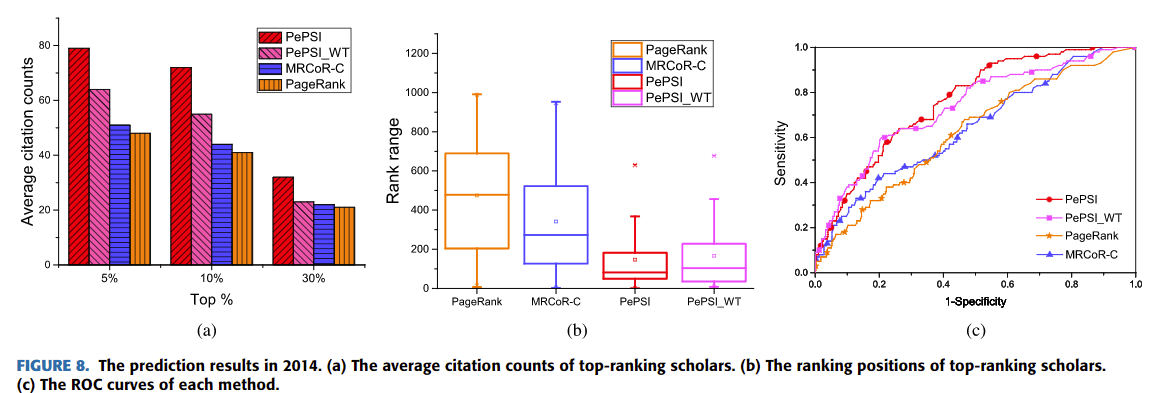 PePSI
PePSI_WT
MRCoR-C
PageRank
80
60
40
20
0
Average citation counts
5%
10%
30%
Top %
(a)
PageRank
MRCoR-C
PePSI
PePSI_WT
1200
1000
800
600
400
200
0
Rank range
PageRank
MRCoR-C
PePSI
PePSI_WT
(b)
1.0
0.8
0.6
0.4
0.2
0.0
Sensitivity
PePSI
PePSI_WT
PageRank
MRCoR-C
0.0
0.2
0.4
0.6
0.8
1.0
1-Specificity
(c)
FIGURE 8. The prediction results in 2014. (a) The average citation counts of top-ranking scholars. (b) The ranking positions of top-ranking scholars.
(c) The ROC curves of each method.